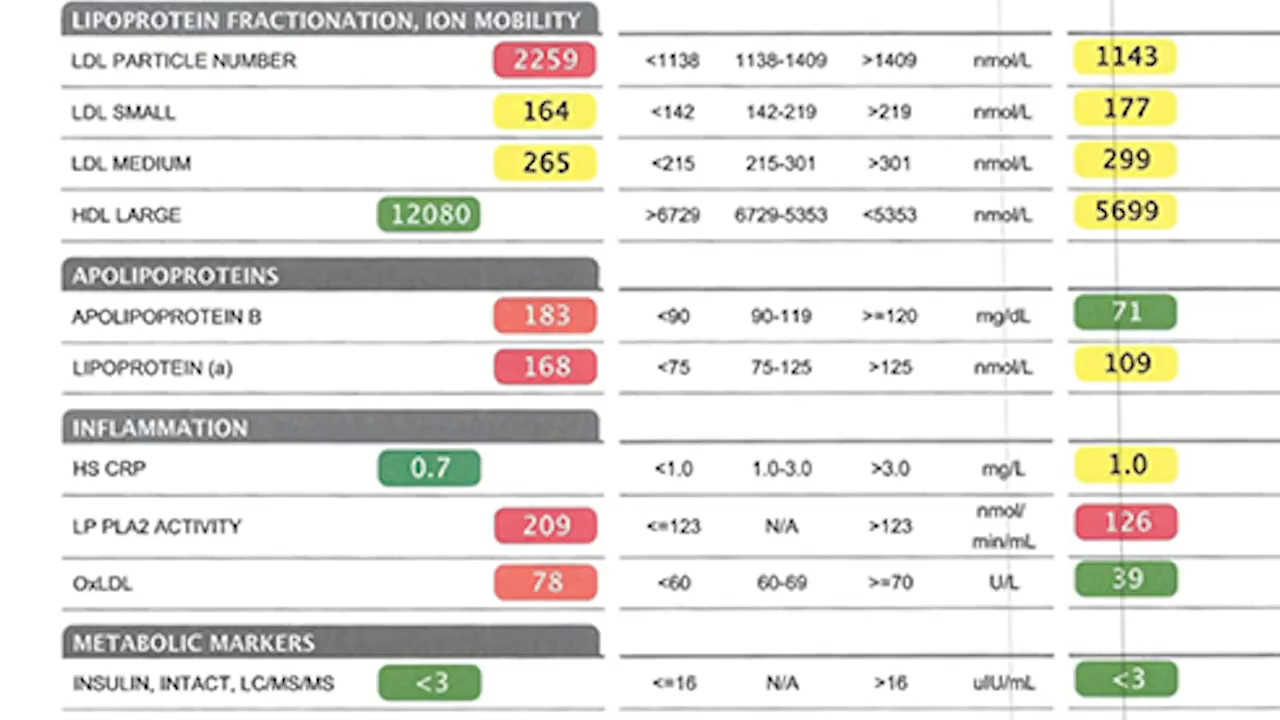 LIPOPROTEIN FRACTIONATION, ION MOBILITY
LDL PARTICLE NUMBER 2259 <1138 1138-1409 >1409 nmol/L 1143
LDL SMALL 164 <142 142-219 >219 nmol/L 177
LDL MEDIUM 265 <215 215-301 >301 nmol/L 299
HDL LARGE 12080 >6729 6729-5353 <5353 nmol/L 5699
APOLIPOPROTEINS
APOLIPOPROTEIN B 183 <90 90-119 >=120 mg/dL 71
LIPOPROTEIN (a) 168 <75 75-125 >125 nmol/L 109
INFLAMMATION
HS CRP 0.7 <1.0 1.0-3.0 >3.0 mg/L 1.0
LP PLA2 ACTIVITY 209 <=123 N/A >123 nmol/ min/mL 126
OxLDL 78 <60 60-69 >=70 U/L 39
METABOLIC MARKERS
INSULIN, INTACT, LC/MS/MS <3 <=16 N/A >16 uIU/mL <3